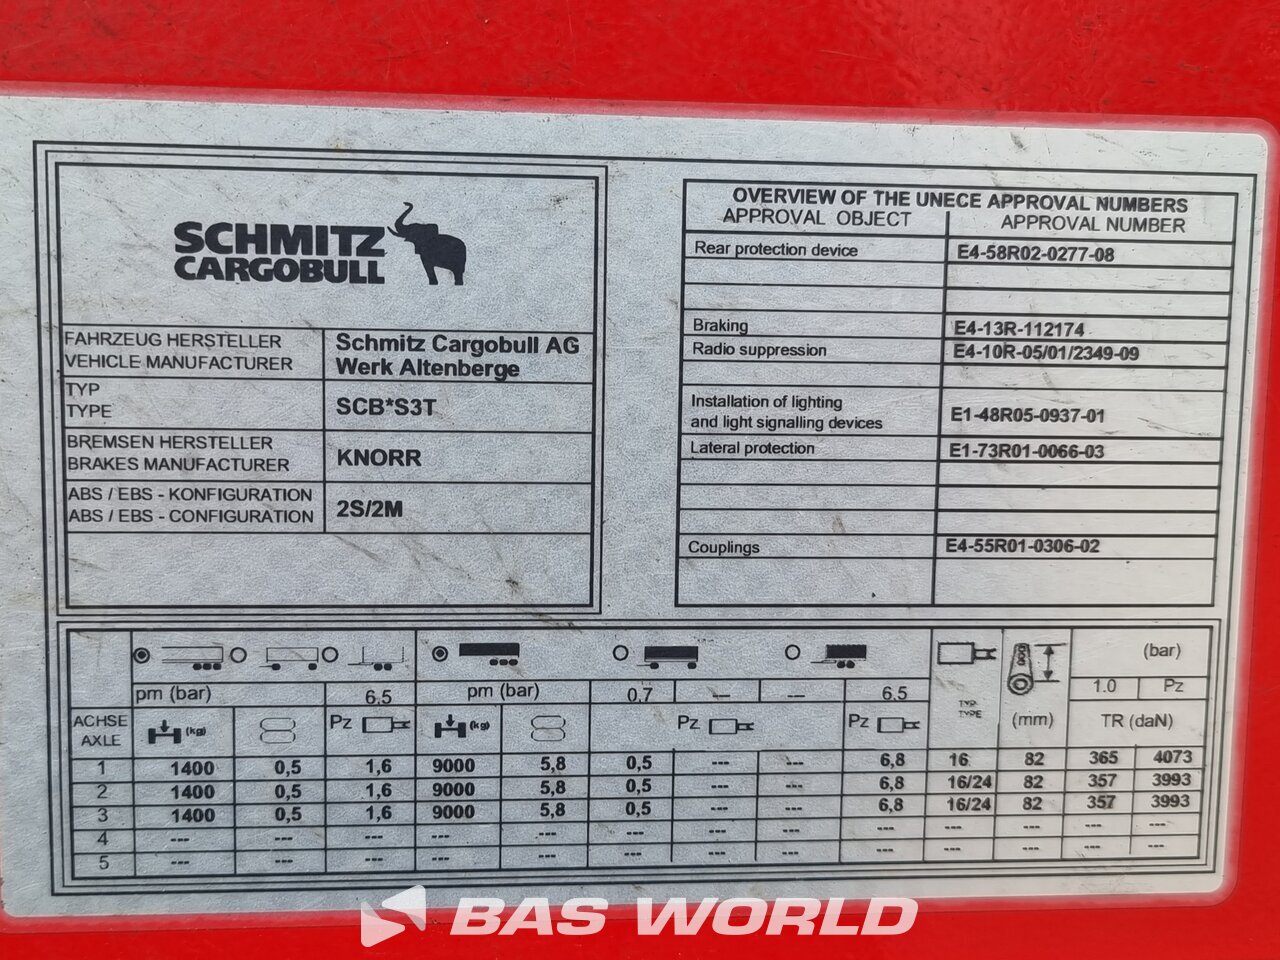 SCHMITZ
CARGOBULL
FAHRZEUG HERSTELLER
VEHICLE MANUFACTURER
Schmitz Cargobull AG
Werk Altenberge
TYP
TYPE
SCB*S3T
BREMSEN HERSTELLER
BRAKES MANUFACTURER
KNORR
ABS / EBS - KONFIGURATION
ABS / EBS - CONFIGURATION
2S/2M
OVERVIEW OF THE UNECE APPROVAL NUMBERS
APPROVAL OBJECT APPROVAL NUMBER
Rear protection device E4-58R02-0277-08
Braking E4-13R-112174
Radio suppression E4-10R-05/01/2349-09
Installation of lighting
and light signalling devices E1-48R05-0937-01
Lateral protection E1-73R01-0066-03
Couplings E4-55R01-0306-02
(bar)
pm (bar) 6,5 pm (bar) 0,7 --- --- 6.5 1.0 Pz
ACHSE
AXLE
(kg) Pz (kg) Pz Pz TYP
TYPE (mm) TR (daN)
1 1400 0,5 1,6 9000 5,8 0,5 --- --- 6,8 16 82 365 4073
2 1400 0,5 1,6 9000 5,8 0,5 --- --- 6,8 16/24 82 357 3993
3 1400 0,5 1,6 9000 5,8 0,5 --- --- 6,8 16/24 82 357 3993
4 --- --- --- --- --- --- --- --- --- --- --- --- ---
5 --- --- --- --- --- --- --- --- --- --- --- --- ---
BAS WORLD